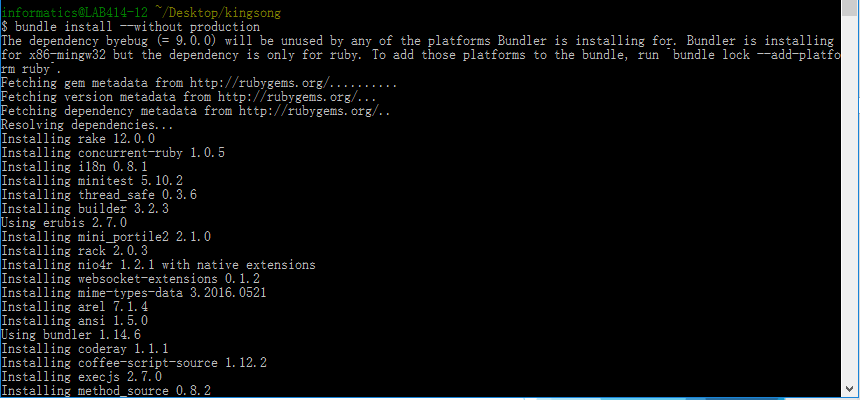 informatics@LAB414-12 ~/Desktop/kingsong
$ bundle install --without production
The dependency byebug (= 9.0.0) will be unused by any of the platforms Bundler is installing for. Bundler is installing
for x86-mingw32 but the dependency is only for ruby. To add those platforms to the bundle, run `bundle lock --add-platfo
rm ruby`.
Fetching gem metadata from http://rubygems.org/..........
Fetching version metadata from http://rubygems.org/...
Fetching dependency metadata from http://rubygems.org/..
Resolving dependencies...
Installing rake 12.0.0
Installing concurrent-ruby 1.0.5
Installing i18n 0.8.1
Installing minitest 5.10.2
Installing thread_safe 0.3.6
Installing builder 3.2.3
Using erubis 2.7.0
Installing mini_portile2 2.1.0
Installing rack 2.0.3
Installing nio4r 1.2.1 with native extensions
Installing websocket-extensions 0.1.2
Installing mime-types-data 3.2016.0521
Installing arel 7.1.4
Installing ansi 1.5.0
Using bundler 1.14.6
Installing coderay 1.1.1
Installing coffee-script-source 1.12.2
Installing execjs 2.7.0
Installing method_source 0.8.2